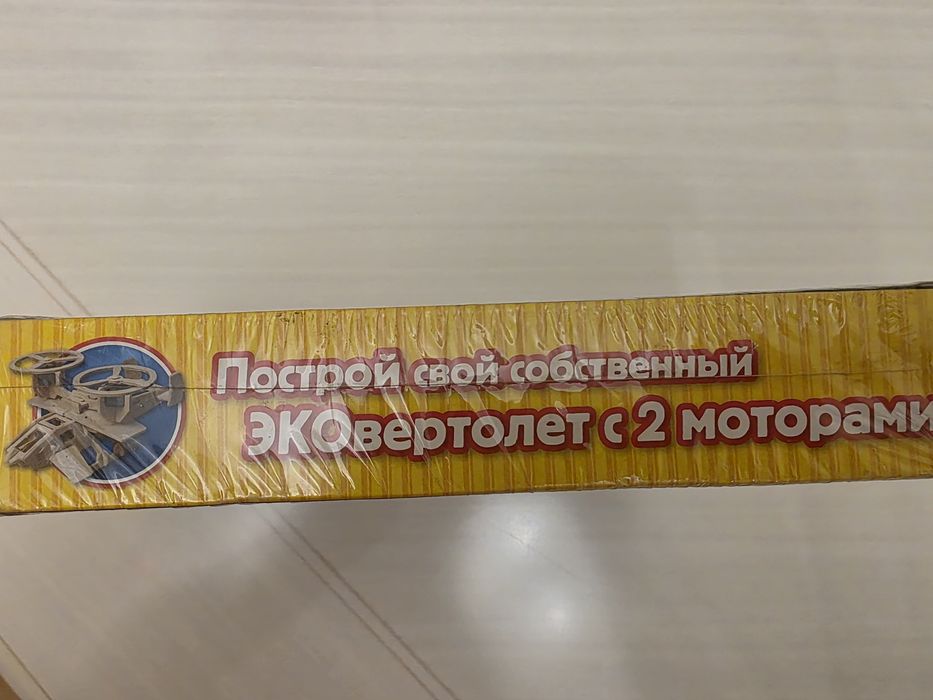 Построй свой собственный
ЭКОвертолет с 2 моторами